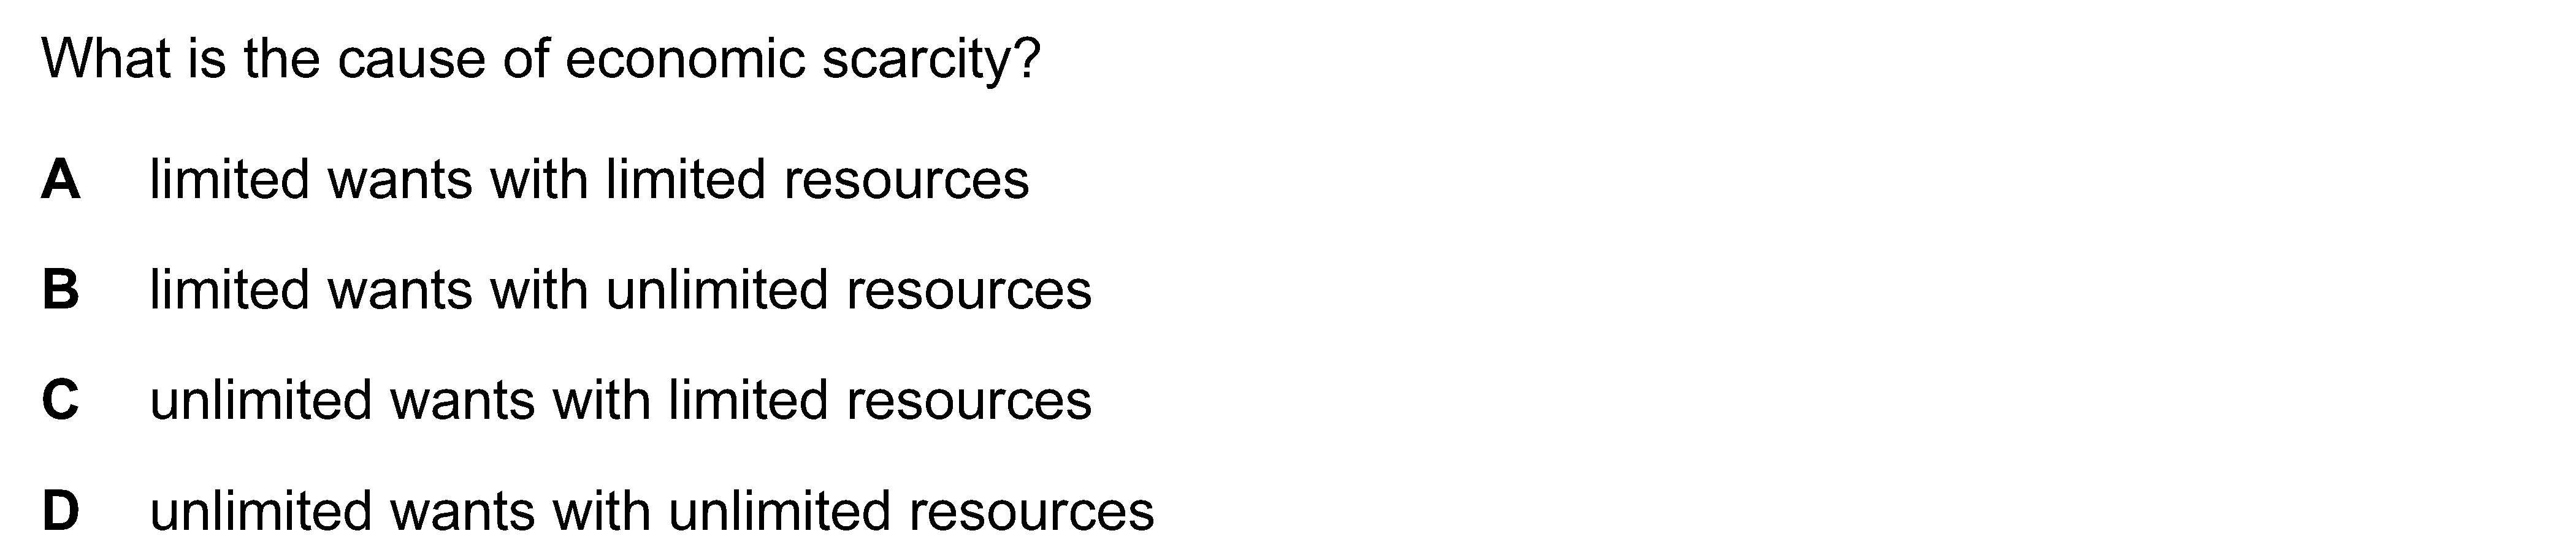 What is the cause of economic scarcity?
A limited wants with limited resources
B limited wants with unlimited resources
C unlimited wants with limited resources
D unlimited wants with unlimited resources